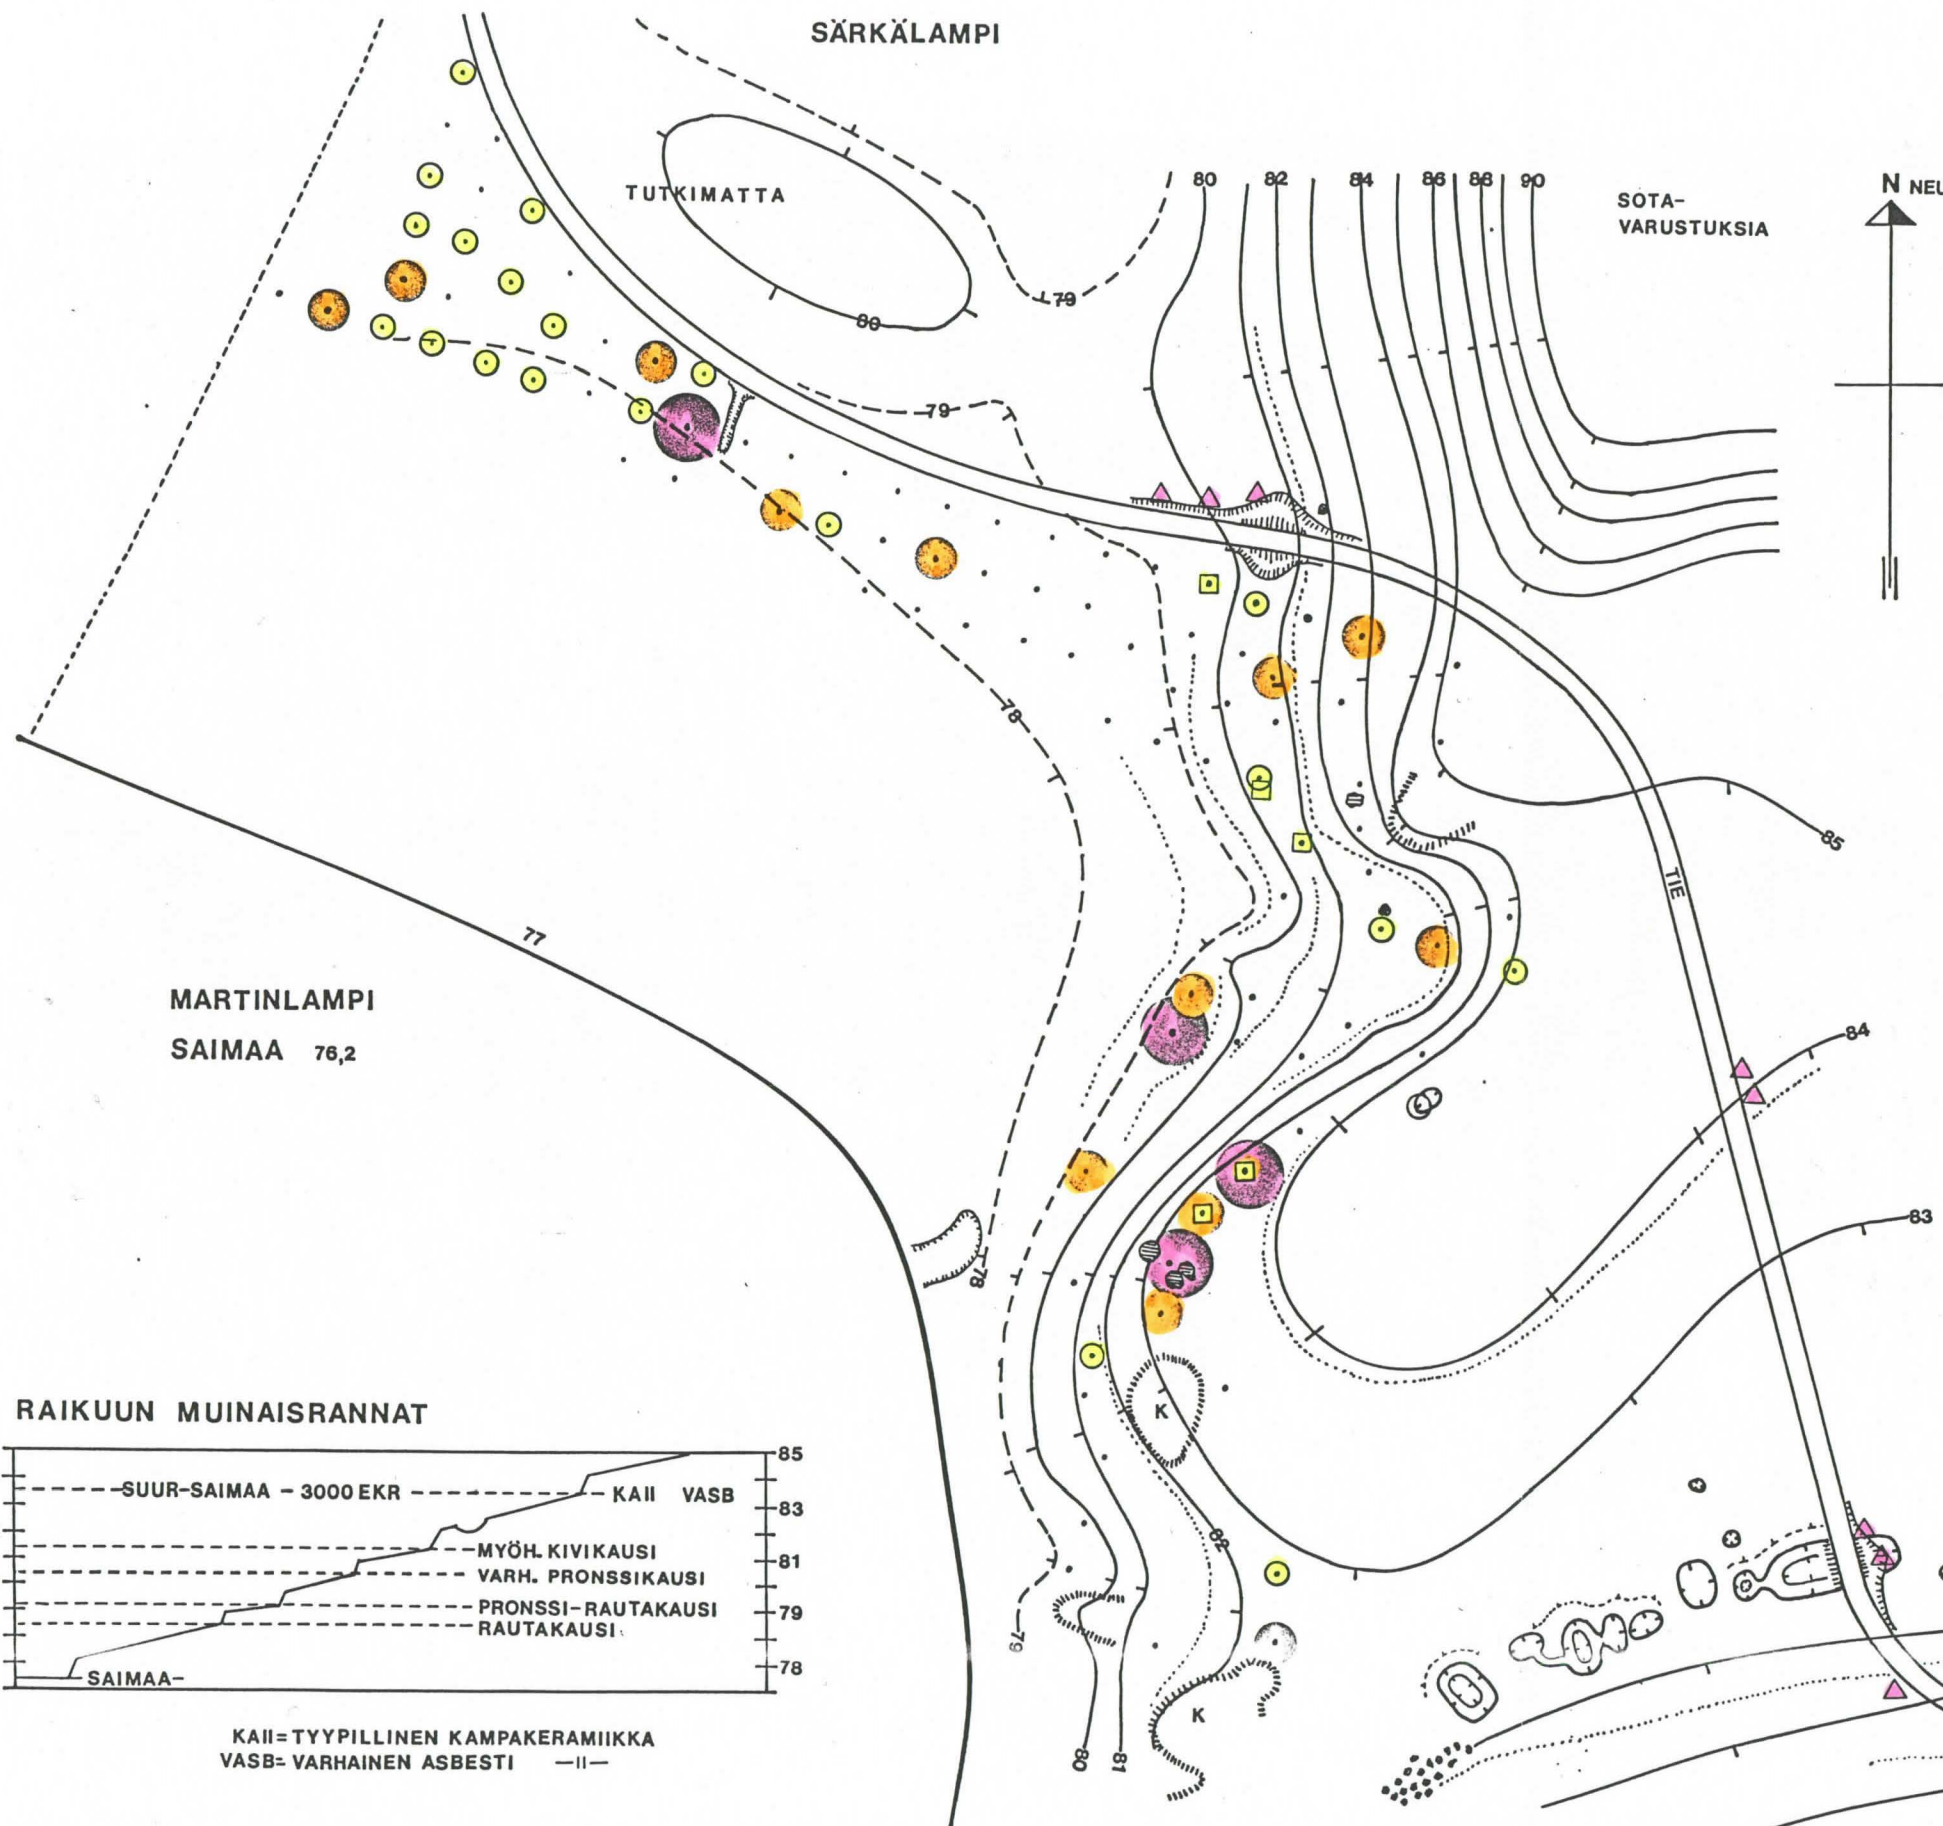 SÄRKÄLAMPI
TUTKIMATTA
80
79
79
80 82 84 86 88 90
SOTA-
VARUSTUKSIA
N NEU
78
85
TIE
77
MARTINLAMPI
SAIMAA 76,2
84
83
78
K
82
79
K
80
81
RAIKUUN MUINAISRANNAT
85
SUUR-SAIMAA - 3000 EKR KAII VASB
83
MYÖH. KIVIKAUSI
81
VARH. PRONSSIKAUSI
PRONSSI-RAUTAKAUSI
79
RAUTAKAUSI
78
SAIMAA-
KAII= TYYPILLINEN KAMPAKERAMIIKKA
VASB= VARHAINEN ASBESTI —II—